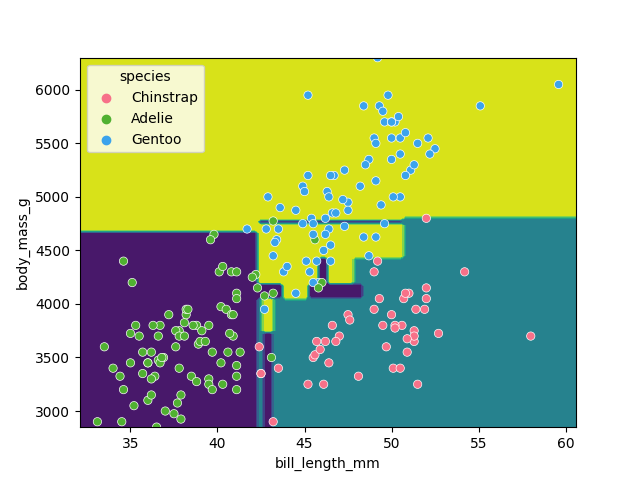 species
Chinstrap
Adelie
Gentoo
body_mass_g
6000
5500
5000
4500
4000
3500
3000
35 40 45 50 55 60
bill_length_mm